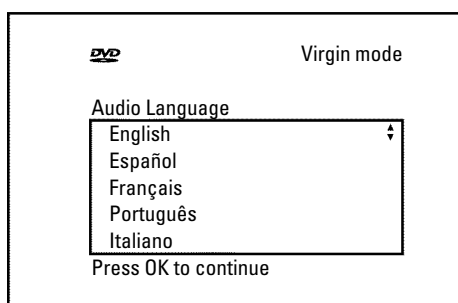 DVD Virgin mode
Audio Language
English
Español
Français
Português
Italiano
Press OK to continue